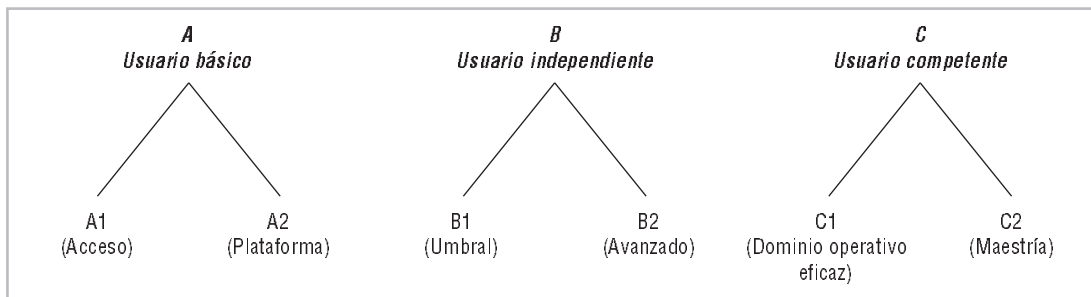 A
Usuario básico
B
Usuario independiente
C
Usuario competente
A1
(Acceso)
A2
(Plataforma)
B1
(Umbral)
B2
(Avanzado)
C1
(Dominio operativo
eficaz)
C2
(Maestría)